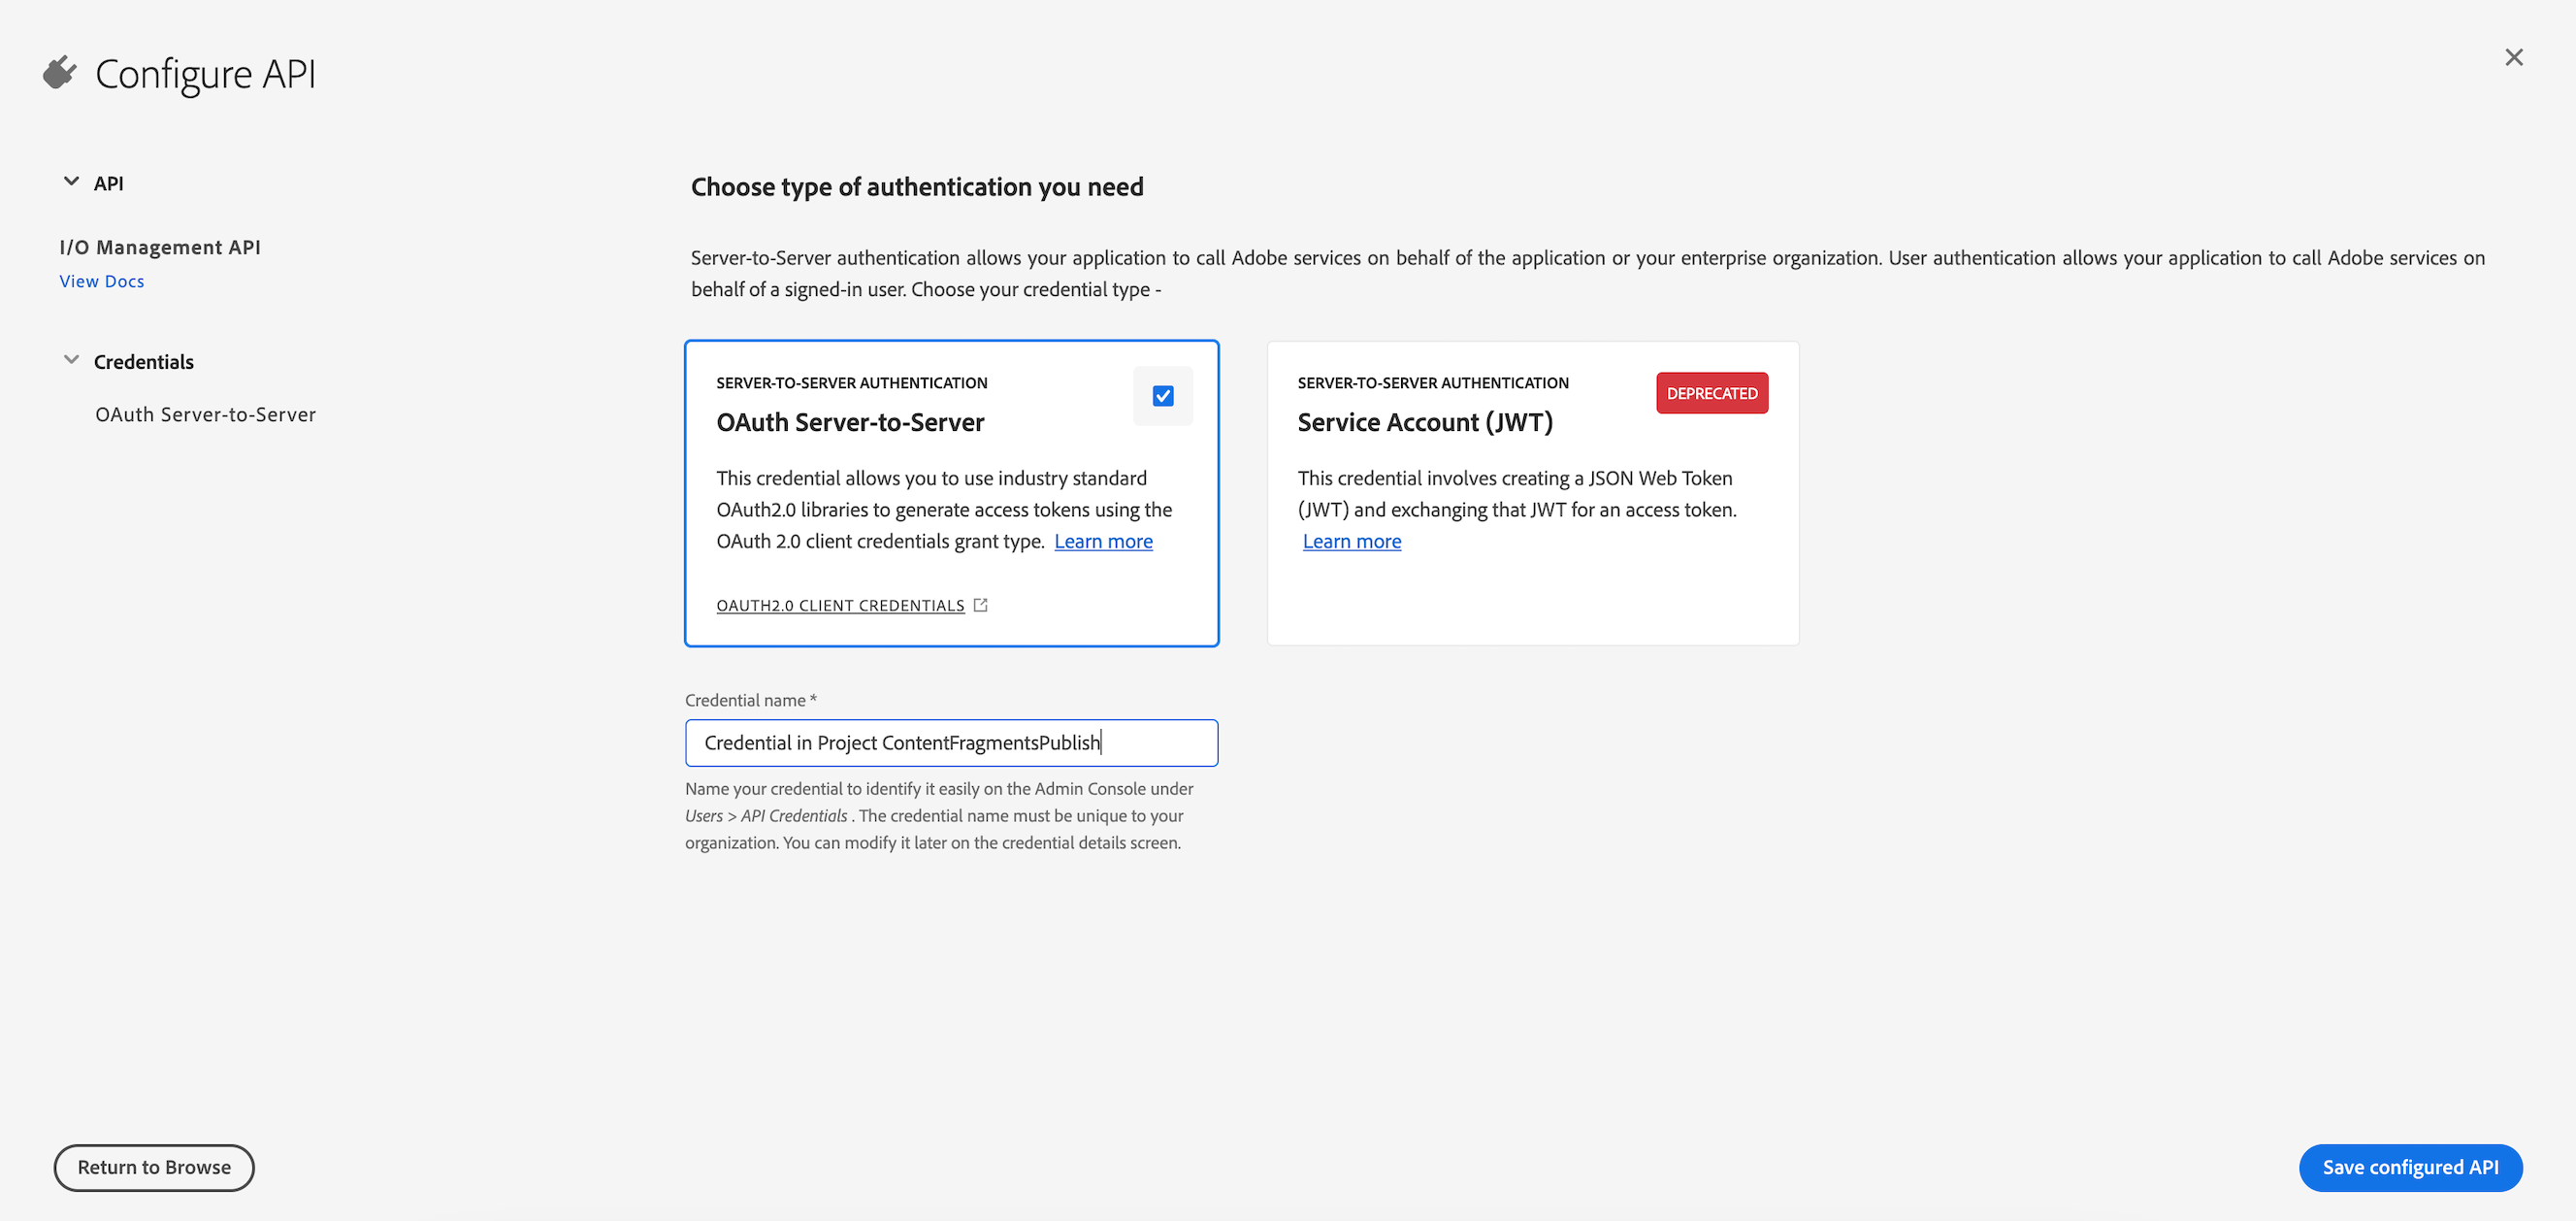 Configure API
API
I/O Management API
View Docs
Credentials
OAuth Server-to-Server
Choose type of authentication you need
Server-to-Server authentication allows your application to call Adobe services on behalf of the application or your enterprise organization. User authentication allows your application to call Adobe services on
behalf of a signed-in user. Choose your credential type -
SERVER-TO-SERVER AUTHENTICATION
OAuth Server-to-Server
This credential allows you to use industry standard
OAuth2.0 libraries to generate access tokens using the
OAuth 2.0 client credentials grant type. Learn more
OAUTH2.0 CLIENT CREDENTIALS
SERVER-TO-SERVER AUTHENTICATION
DEPRECATED
Service Account (JWT)
This credential involves creating a JSON Web Token
(JWT) and exchanging that JWT for an access token.
Learn more
Credential name *
Credential in Project ContentFragmentsPublish
Name your credential to identify it easily on the Admin Console under
Users > API Credentials . The credential name must be unique to your
organization. You can modify it later on the credential details screen.
Return to Browse
Save configured API